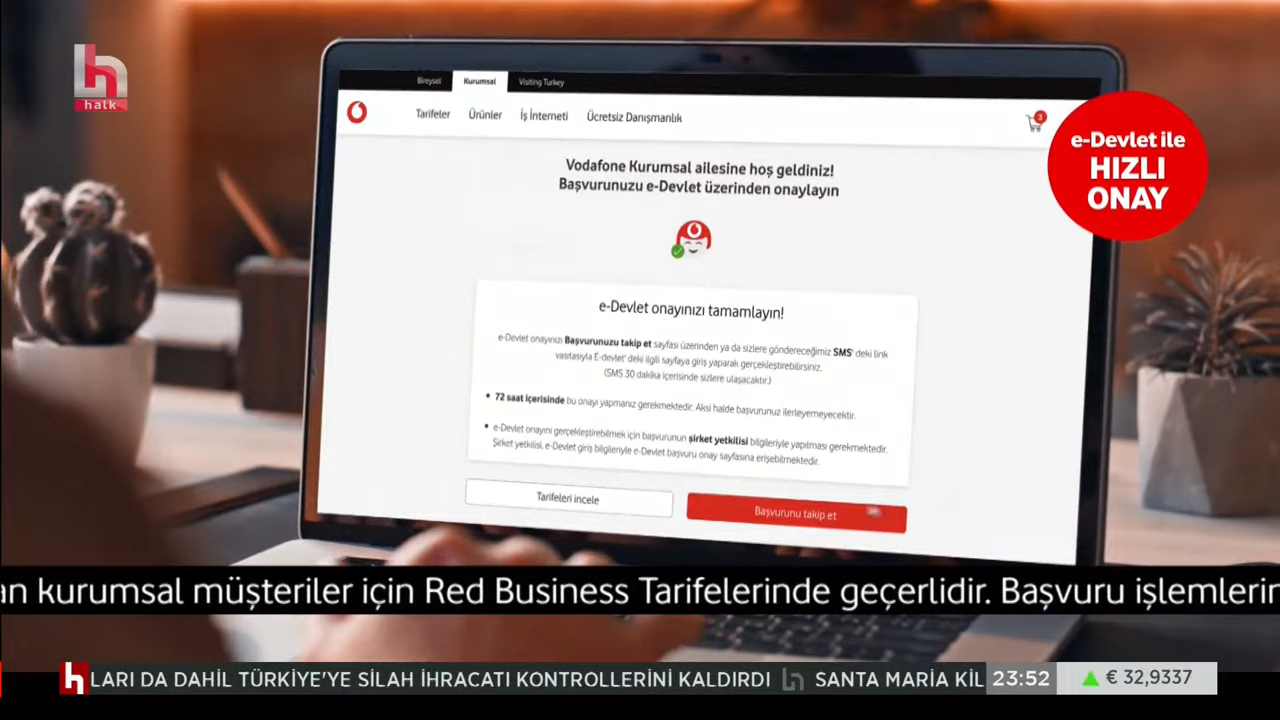 halk
Bireysel Kurumsal Visiting Turkey
Tarifeler Ürünler İş İnterneti Ücretsiz Danışmanlık
3
e-Devlet ile
HIZLI
ONAY
Vodafone Kurumsal ailesine hoş geldiniz!
Başvurunuzu e-Devlet üzerinden onaylayın
e-Devlet onayınızı tamamlayın!
e-Devlet onayınızı Başvurunuzu takip et sayfası üzerinden ya da sizlere göndereceğimiz SMS' deki link
vasıtasıyla E-devlet' deki ilgili sayfaya giriş yaparak gerçekleştirebilirsiniz.
(SMS 30 dakika içerisinde sizlere ulaşacaktır.)
• 72 saat içerisinde bu onayı yapmanız gerekmektedir. Aksi halde başvurunuz ilerleyemeyecektir.
• e-Devlet onayını gerçekleştirebilmek için başvurunun şirket yetkilisi bilgileriyle yapılması gerekmektedir.
Şirket yetkilisi, e-Devlet giriş bilgileriyle e-Devlet başvuru onay sayfasına erişebilmektedir.
Tarifeleri incele
Başvurunu takip et
an kurumsal müşteriler için Red Business Tarifelerinde geçerlidir. Başvuru işlemlerin
LARI DA DAHİL TÜRKİYE'YE SİLAH İHRACATI KONTROLLERİNİ KALDIRDI SANTA MARIA KİL 23:52 € 32,9337